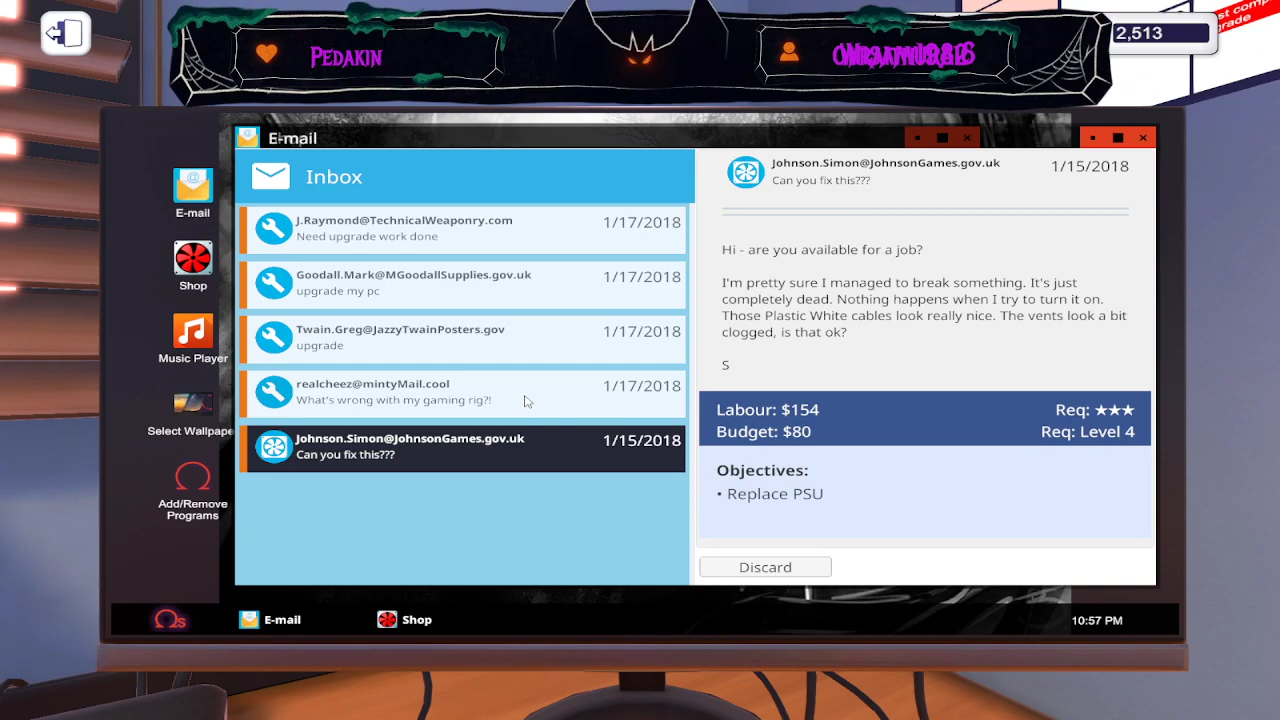 PEDAKIN
2,513
E-mail
Inbox
J.Raymond@TechnicalWeaponry.com
1/17/2018
Need upgrade work done
Goodall.Mark@MGoodallSupplies.gov.uk
1/17/2018
upgrade my pc
Twain.Greg@JazzyTwainPosters.gov
1/17/2018
upgrade
realcheez@mintyMail.cool
1/17/2018
What's wrong with my gaming rig?!
Johnson.Simon@JohnsonGames.gov.uk
1/15/2018
Can you fix this???
Johnson.Simon@JohnsonGames.gov.uk
1/15/2018
Can you fix this???
Hi - are you available for a job?
I'm pretty sure I managed to break something. It's just
completely dead. Nothing happens when I try to turn it on.
Those Plastic White cables look really nice. The vents look a bit
clogged, is that ok?
S
Labour: $154
Req: ★★★
Budget: $80
Req: Level 4
Objectives:
• Replace PSU
Discard
E-mail
Shop
Music Player
Select Wallpape
Add/Remove
Programs
E-mail
Shop
10:57 PM